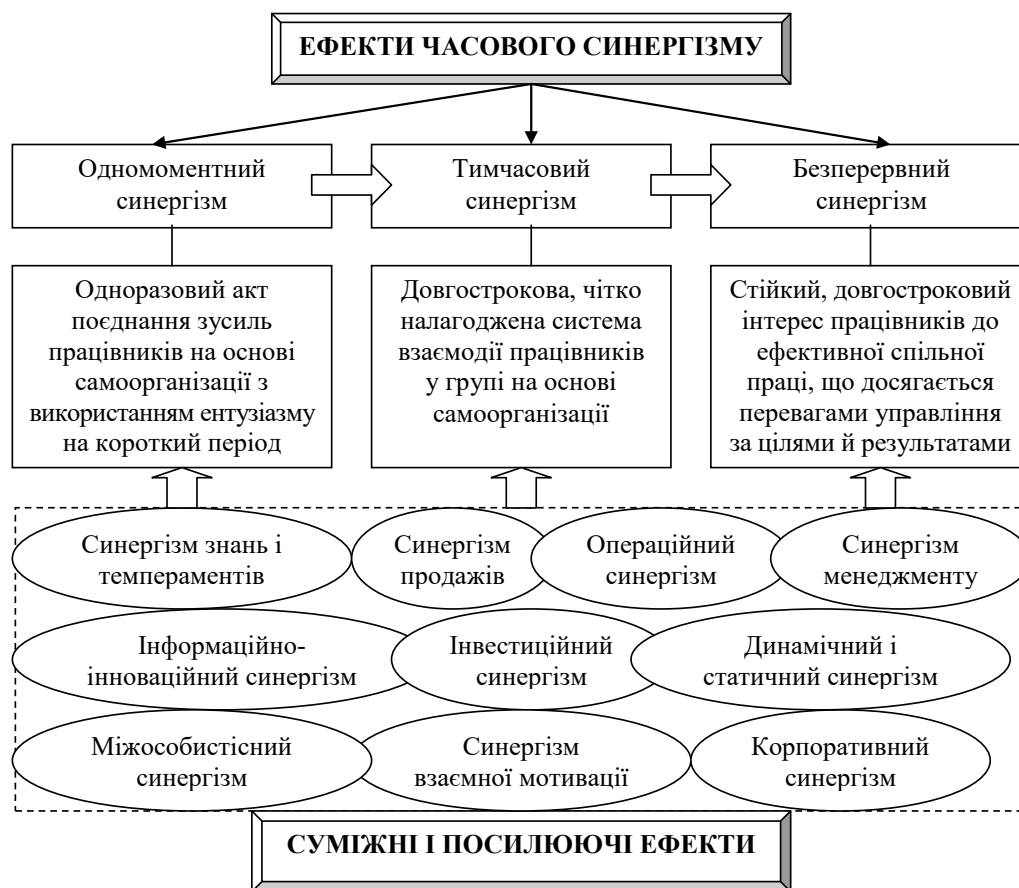 ЕФЕКТИ ЧАСОВОГО СИНЕРГІЗМУ
Одномоментний
синергізм
Тимчасовий
синергізм
Безперервний
синергізм
Одноразовий акт
поєднання зусиль
працівників на основі
самоорганізації з
використанням ентузіазму
на короткий період
Довгострокова, чітко
налагоджена система
взаємодії працівників
у групі на основі
самоорганізації
Стійкий, довгостроковий
інтерес працівників до
ефективної спільної
праці, що досягається
перевагами управління
за цілями й результатами
Синергізм знань і
темпераментів
Синергізм
продажів
Операційний
синергізм
Синергізм
менеджменту
Інформаційно-
інноваційний синергізм
Інвестиційний
синергізм
Динамічний і
статичний синергізм
Міжособистісний
синергізм
Синергізм
взаємної мотивації
Корпоративний
синергізм
СУМІЖНІ І ПОСИЛЮЮЧІ ЕФЕКТИ